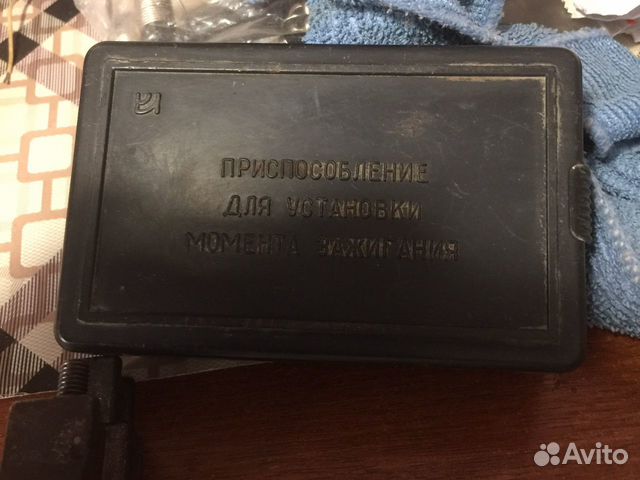 ПРИСПОСОБЛЕНИЕ
ДЛЯ УСТАНОВКИ
МОМЕНТА ЗАЖИГАНИЯ
Avito